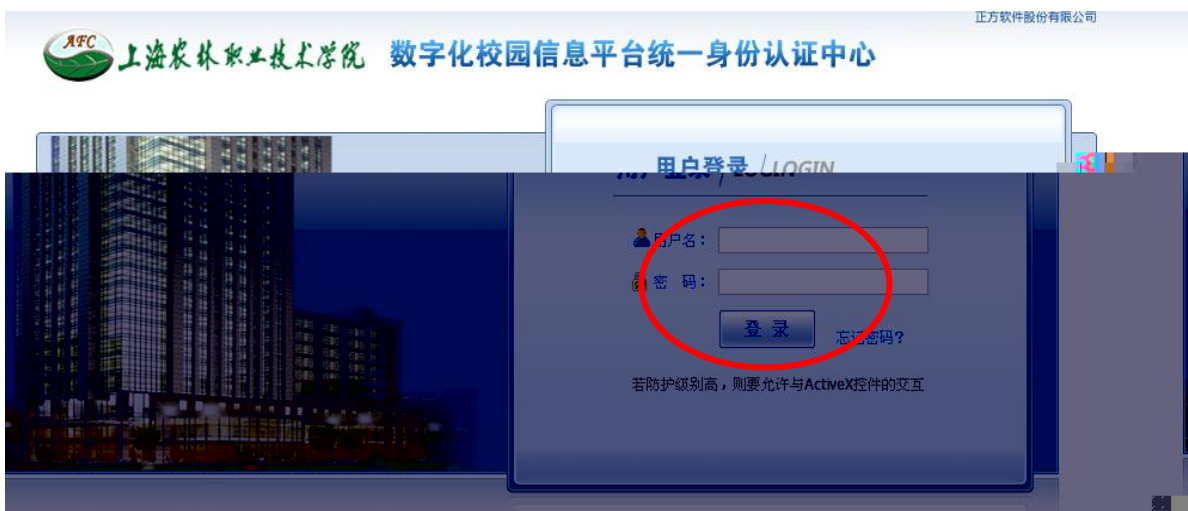 正方软件股份有限公司
AFC
上海农林职业技术学院 数字化校园信息平台统一身份认证中心
用户登录 LOGIN
用户名：
密 码：
登 录
忘记密码?
若防护级别高，则要允许与ActiveX控件的交互